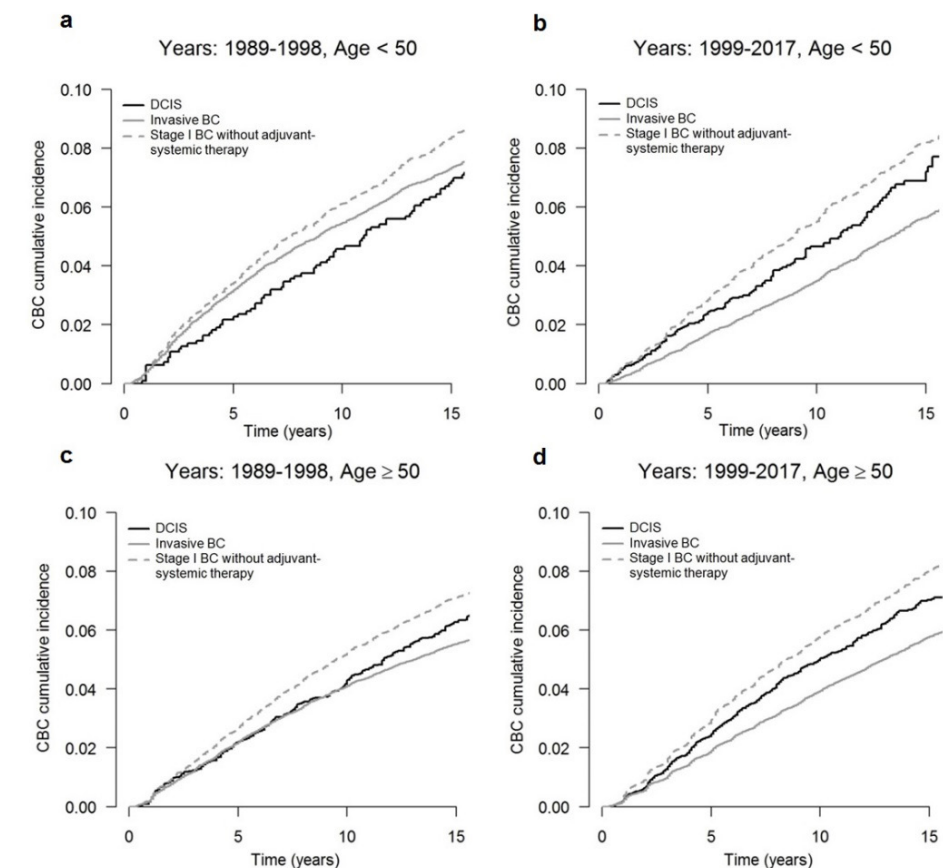 a
Years: 1989-1998, Age < 50
CBC cumulative incidence
0.10
0.08
0.06
0.04
0.02
0.00
DCIS
Invasive BC
Stage I BC without adjuvant-
systemic therapy
0 5 10 15
Time (years)
b
Years: 1999-2017, Age < 50
CBC cumulative incidence
0.10
0.08
0.06
0.04
0.02
0.00
DCIS
Invasive BC
Stage I BC without adjuvant-
systemic therapy
0 5 10 15
Time (years)
c
Years: 1989-1998, Age ≥ 50
CBC cumulative incidence
0.10
0.08
0.06
0.04
0.02
0.00
DCIS
Invasive BC
Stage I BC without adjuvant-
systemic therapy
0 5 10 15
Time (years)
d
Years: 1999-2017, Age ≥ 50
CBC cumulative incidence
0.10
0.08
0.06
0.04
0.02
0.00
DCIS
Invasive BC
Stage I BC without adjuvant-
systemic therapy
0 5 10 15
Time (years)